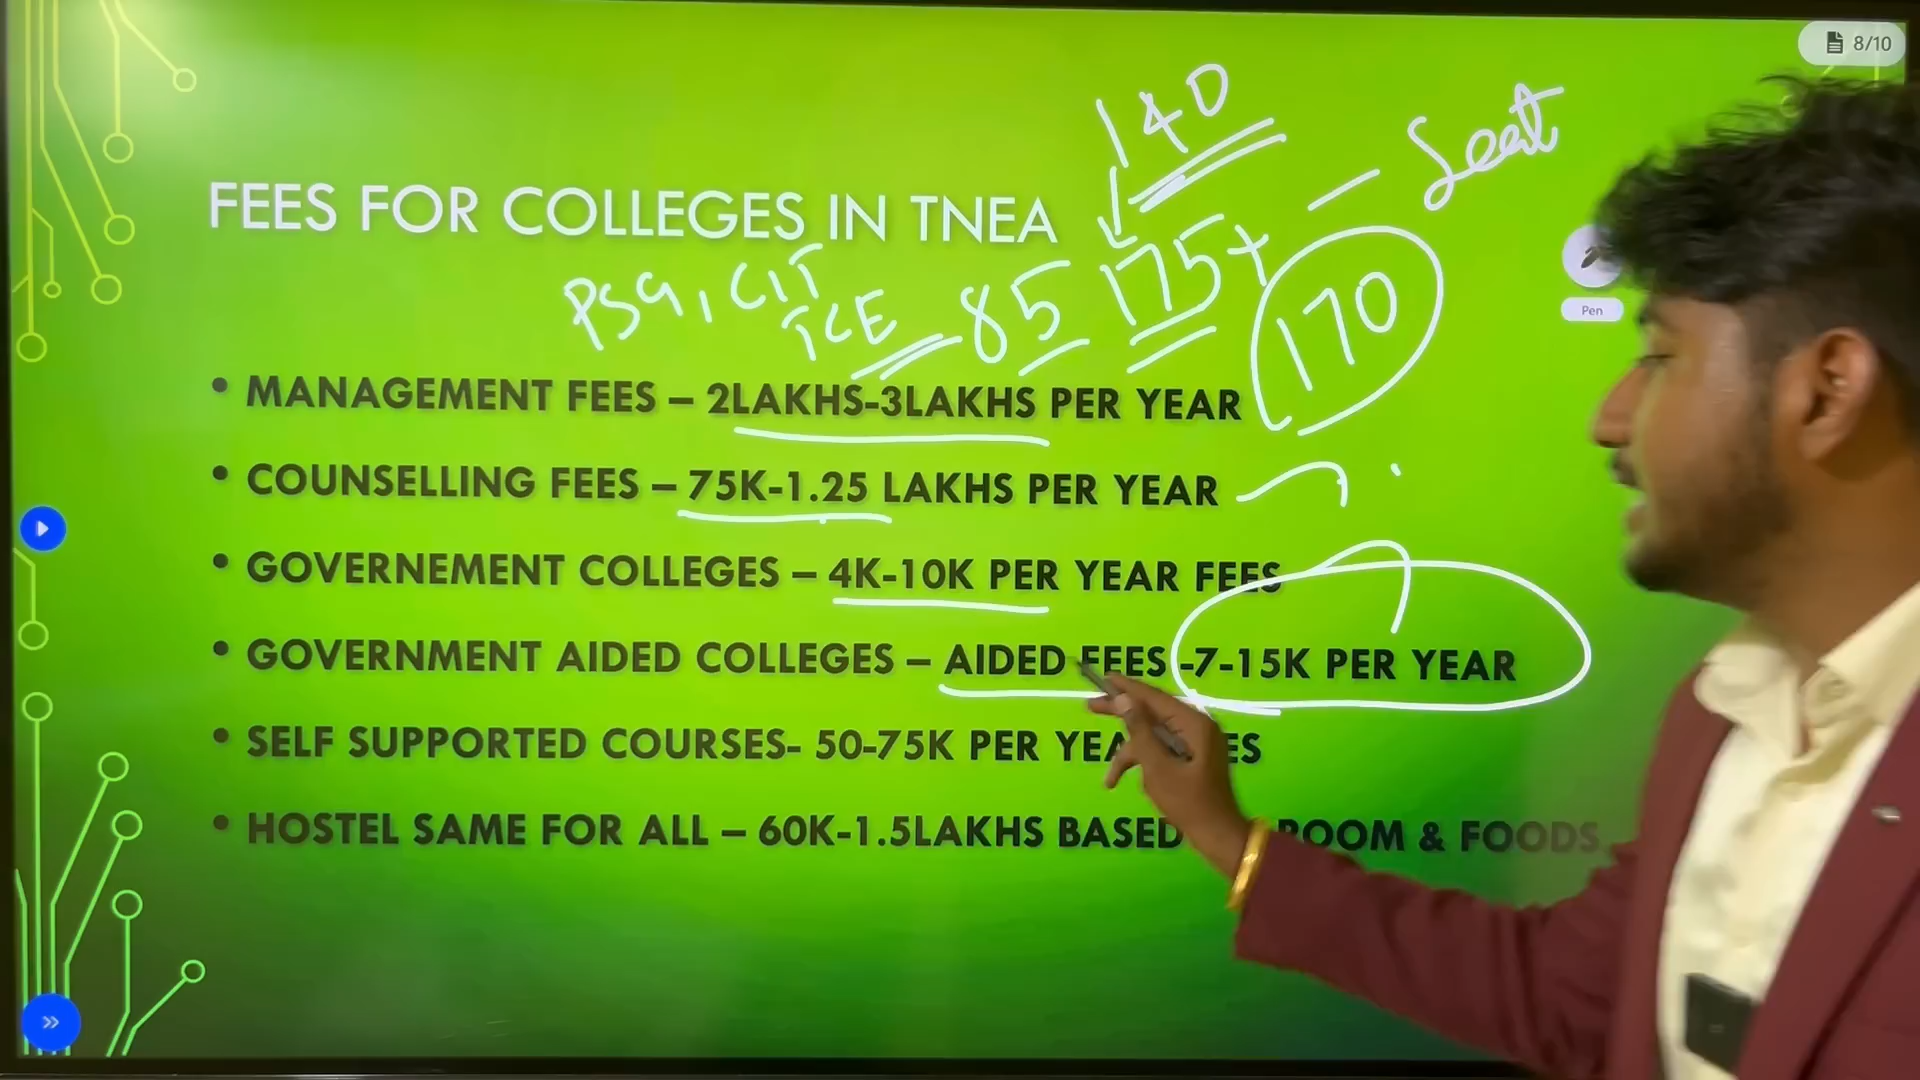 8/10
140
Seat
FEES FOR COLLEGES IN TNEA
175+
PSG, CIT
TCE
85
170
Pen
• MANAGEMENT FEES – 2LAKHS-3LAKHS PER YEAR
• COUNSELLING FEES – 75K-1.25 LAKHS PER YEAR
• GOVERNEMENT COLLEGES – 4K-10K PER YEAR FEES
• GOVERNMENT AIDED COLLEGES – AIDED FEES -7-15K PER YEAR
• SELF SUPPORTED COURSES- 50-75K PER
• HOSTEL SAME FOR ALL – 60K-1.5LAKHS BASED ROOM & FOODS